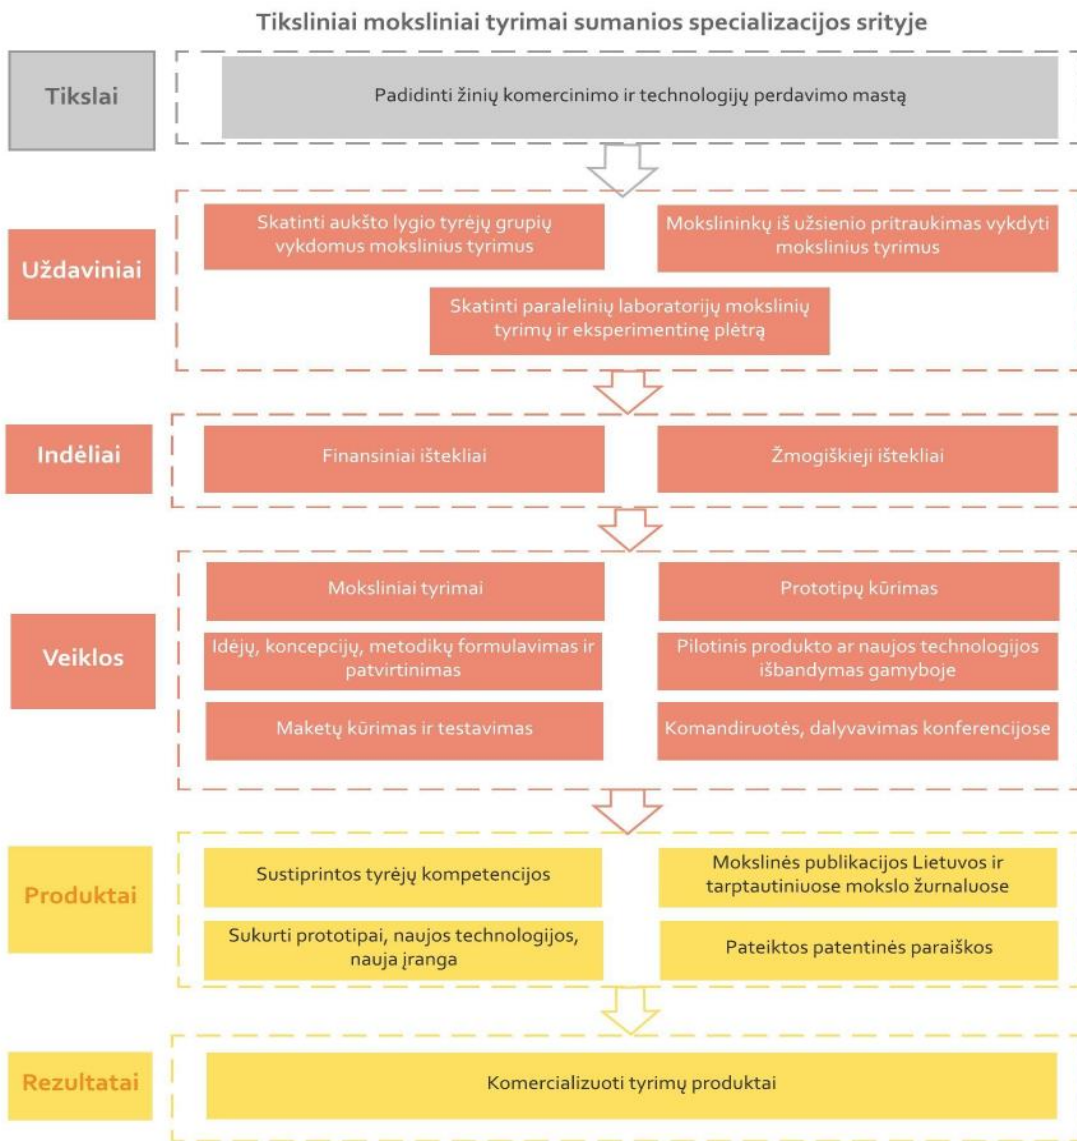 Tiksliniai moksliniai tyrimai sumanios specializacijos srityje
Tikslai
Padidinti žinių komercinimo ir technologijų perdavimo mastą
Uždaviniai
Skatinti aukšto lygio tyrėjų grupių
vykdomus mokslinius tyrimus
Mokslininkų iš užsienio pritraukimas vykdyti
mokslinius tyrimus
Skatinti paralelinių laboratorijų mokslinių
tyrimų ir eksperimentinę plėtrą
Indėliai
Finansiniai ištekliai
Žmogiškieji ištekliai
Veiklos
Moksliniai tyrimai
Prototipų kūrimas
Idėjų, koncepcijų, metodikų formulavimas ir
patvirtinimas
Pilotinis produkto ar naujos technologijos
išbandymas gamyboje
Maketų kūrimas ir testavimas
Komandiruotės, dalyvavimas konferencijose
Produktai
Sustiprintos tyrėjų kompetencijos
Mokslinės publikacijos Lietuvos ir
tarptautiniuose mokslo žurnaluose
Sukurti prototipai, naujos technologijos,
nauja įranga
Pateiktos patentinės paraiškos
Rezultatai
Komercializuoti tyrimų produktai